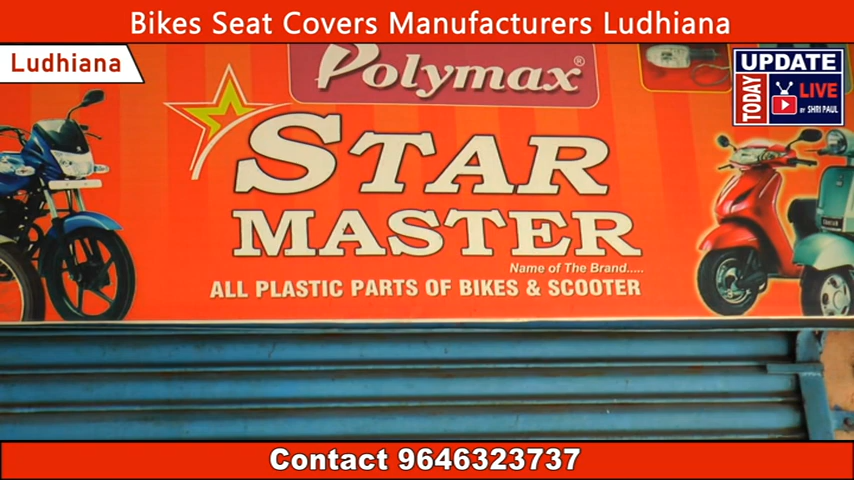 Bikes Seat Covers Manufacturers Ludhiana
Ludhiana
UPDATE
TODAY
LIVE
BY SHRI PAUL
Polymax®
STAR
MASTER
Name of The Brand.....
ALL PLASTIC PARTS OF BIKES & SCOOTER
Contact 9646323737